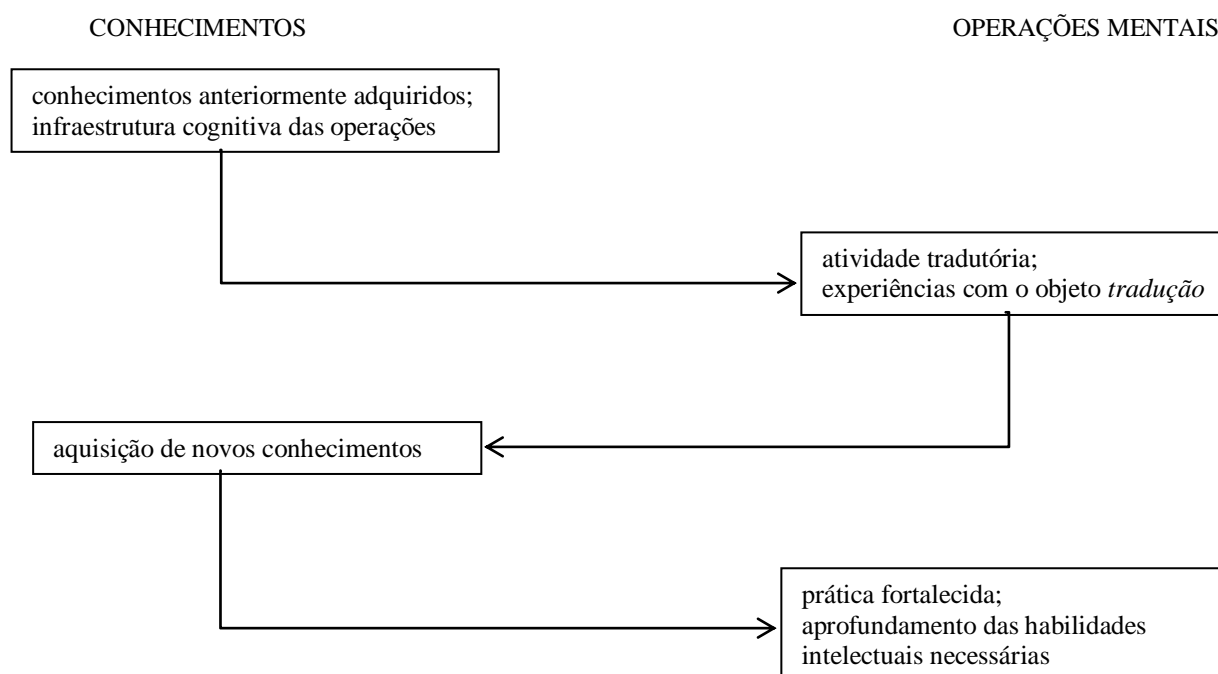 CONHECIMENTOS
OPERAÇÕES MENTAIS
conhecimentos anteriormente adquiridos;
infraestrutura cognitiva das operações
atividade tradutória;
experiências com o objeto tradução
aquisição de novos conhecimentos
prática fortalecida;
aprofundamento das habilidades
intelectuais necessárias